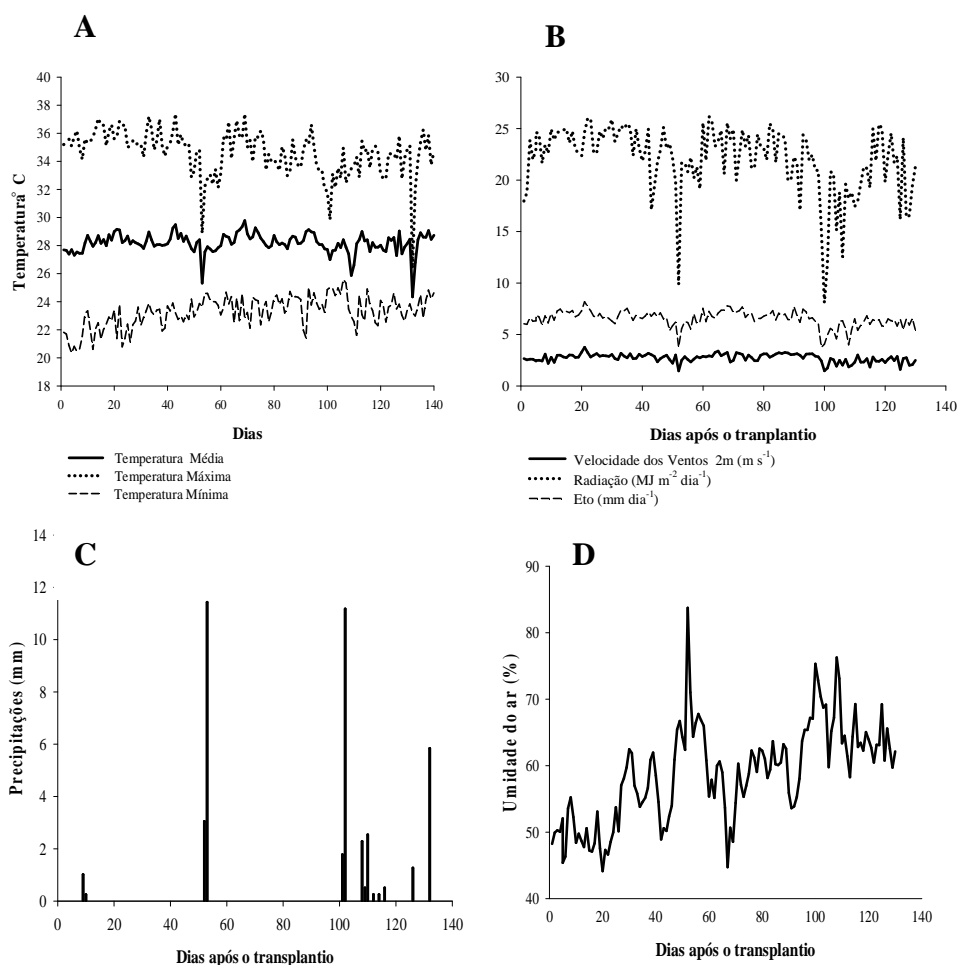 A
40
38
36
34
32
30
28
26
24
22
20
18
Temperatura° C
0 20 40 60 80 100 120 140
Dias
Temperatura Média
Temperatura Máxima
Temperatura Mínima
B
30
25
20
15
10
5
0
0 20 40 60 80 100 120 140
Dias após o tranplantio
Velocidade dos Ventos 2m (m s-1)
Radiação (MJ m-2 dia-1)
Eto (mm dia-1)
C
14
12
10
8
6
4
2
0
Precipitações (mm)
0 20 40 60 80 100 120 140
Dias após o transplantio
D
90
80
70
60
50
40
Umidade do ar (%)
0 20 40 60 80 100 120 140
Dias após o transplantio